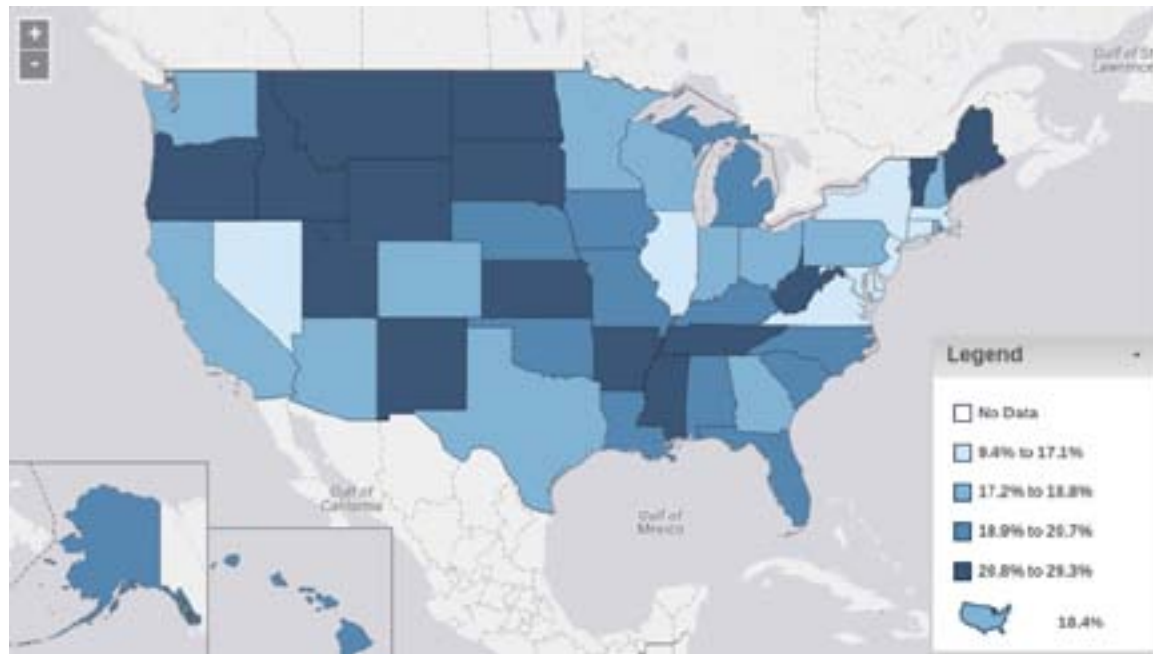 +
-
Gulf of St
Lawrence
Gulf of
California
Gulf of
Mexico
Legend
-
No Data
9.4% to 17.1%
17.2% to 18.8%
18.9% to 20.7%
20.8% to 29.3%
18.4%